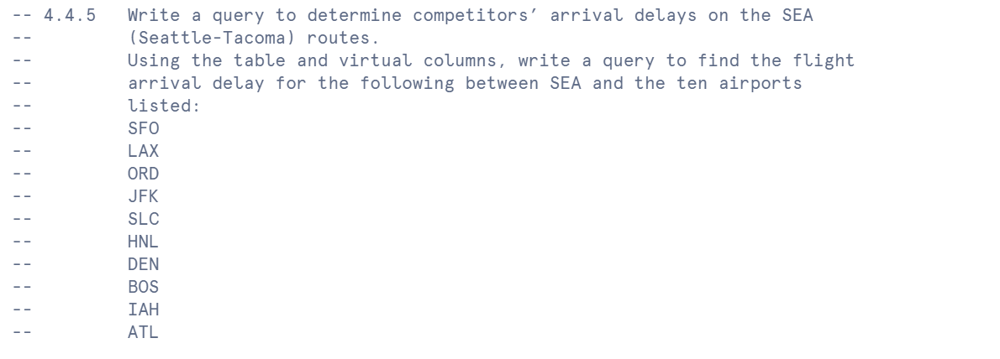 -- 4.4.5   Write a query to determine competitors’ arrival delays on the SEA
--         (Seattle-Tacoma) routes.
--         Using the table and virtual columns, write a query to find the flight
--         arrival delay for the following between SEA and the ten airports
--         listed:
--         SFO
--         LAX
--         ORD
--         JFK
--         SLC
--         HNL
--         DEN
--         BOS
--         IAH
--         ATL